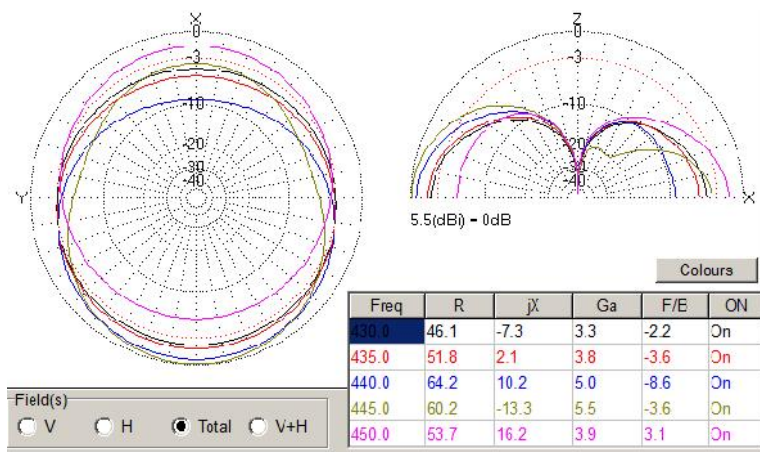 X
0
-3
-10
-20
-30
-40
Y
Z
0
-3
-10
-20
-30
-40
X
5.5(dBi) = 0dB
Colours
Freq R jX Ga F/B ON
430.0 46.1 -7.3 3.3 -2.2 On
435.0 51.8 2.1 3.8 -3.6 On
440.0 64.2 10.2 5.0 -8.6 On
445.0 60.2 -13.3 5.5 -3.6 On
450.0 53.7 16.2 3.9 3.1 On
Field(s)
V H Total V+H